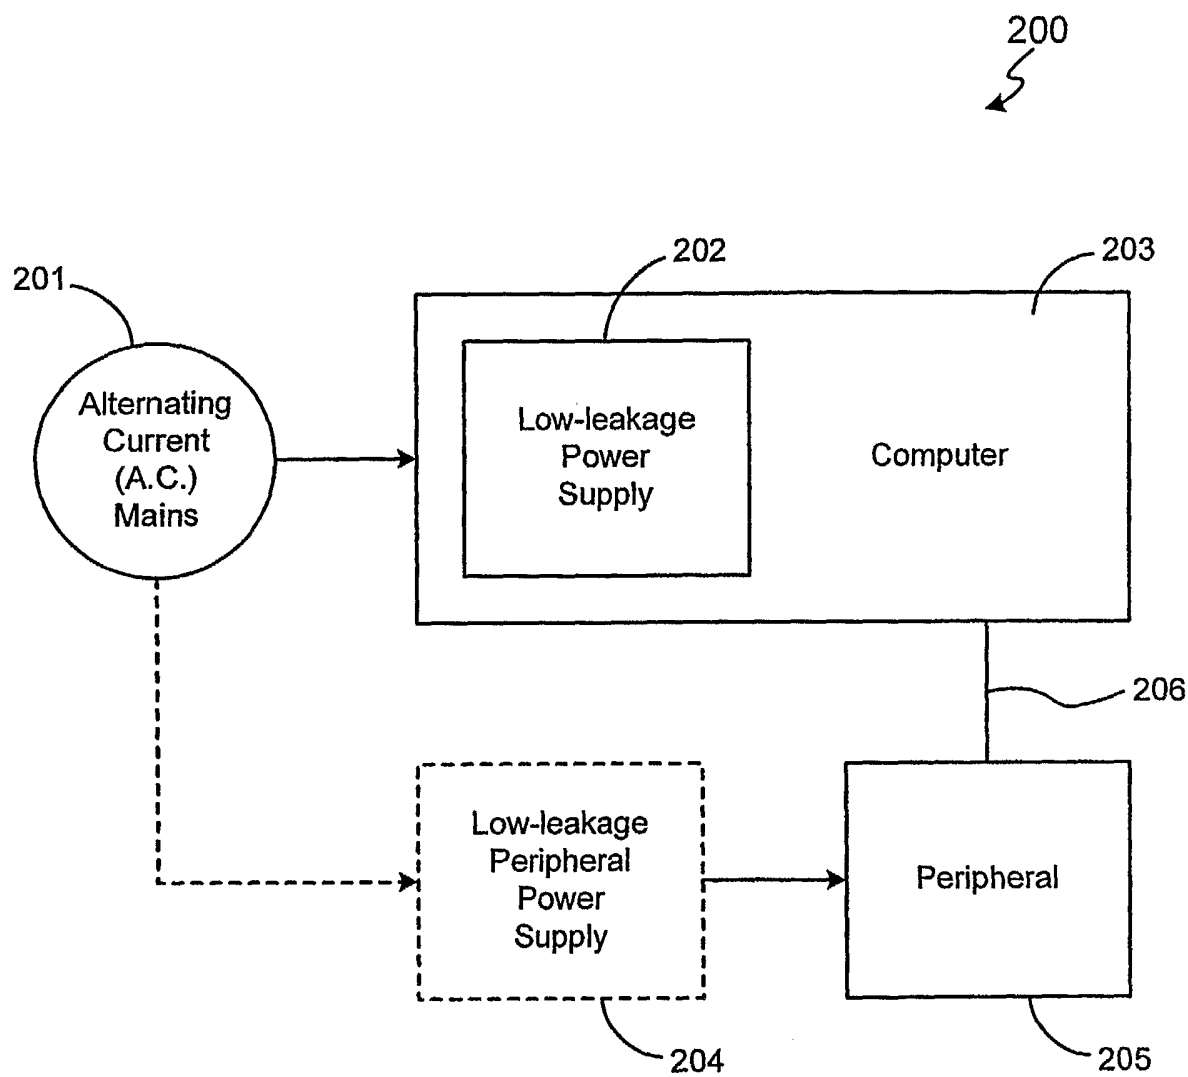 200
202
203
201
Alternating
Current
(A.C.)
Mains
Low-leakage
Power
Supply
Computer
206
Low-leakage
Peripheral
Power
Supply
Peripheral
204
205